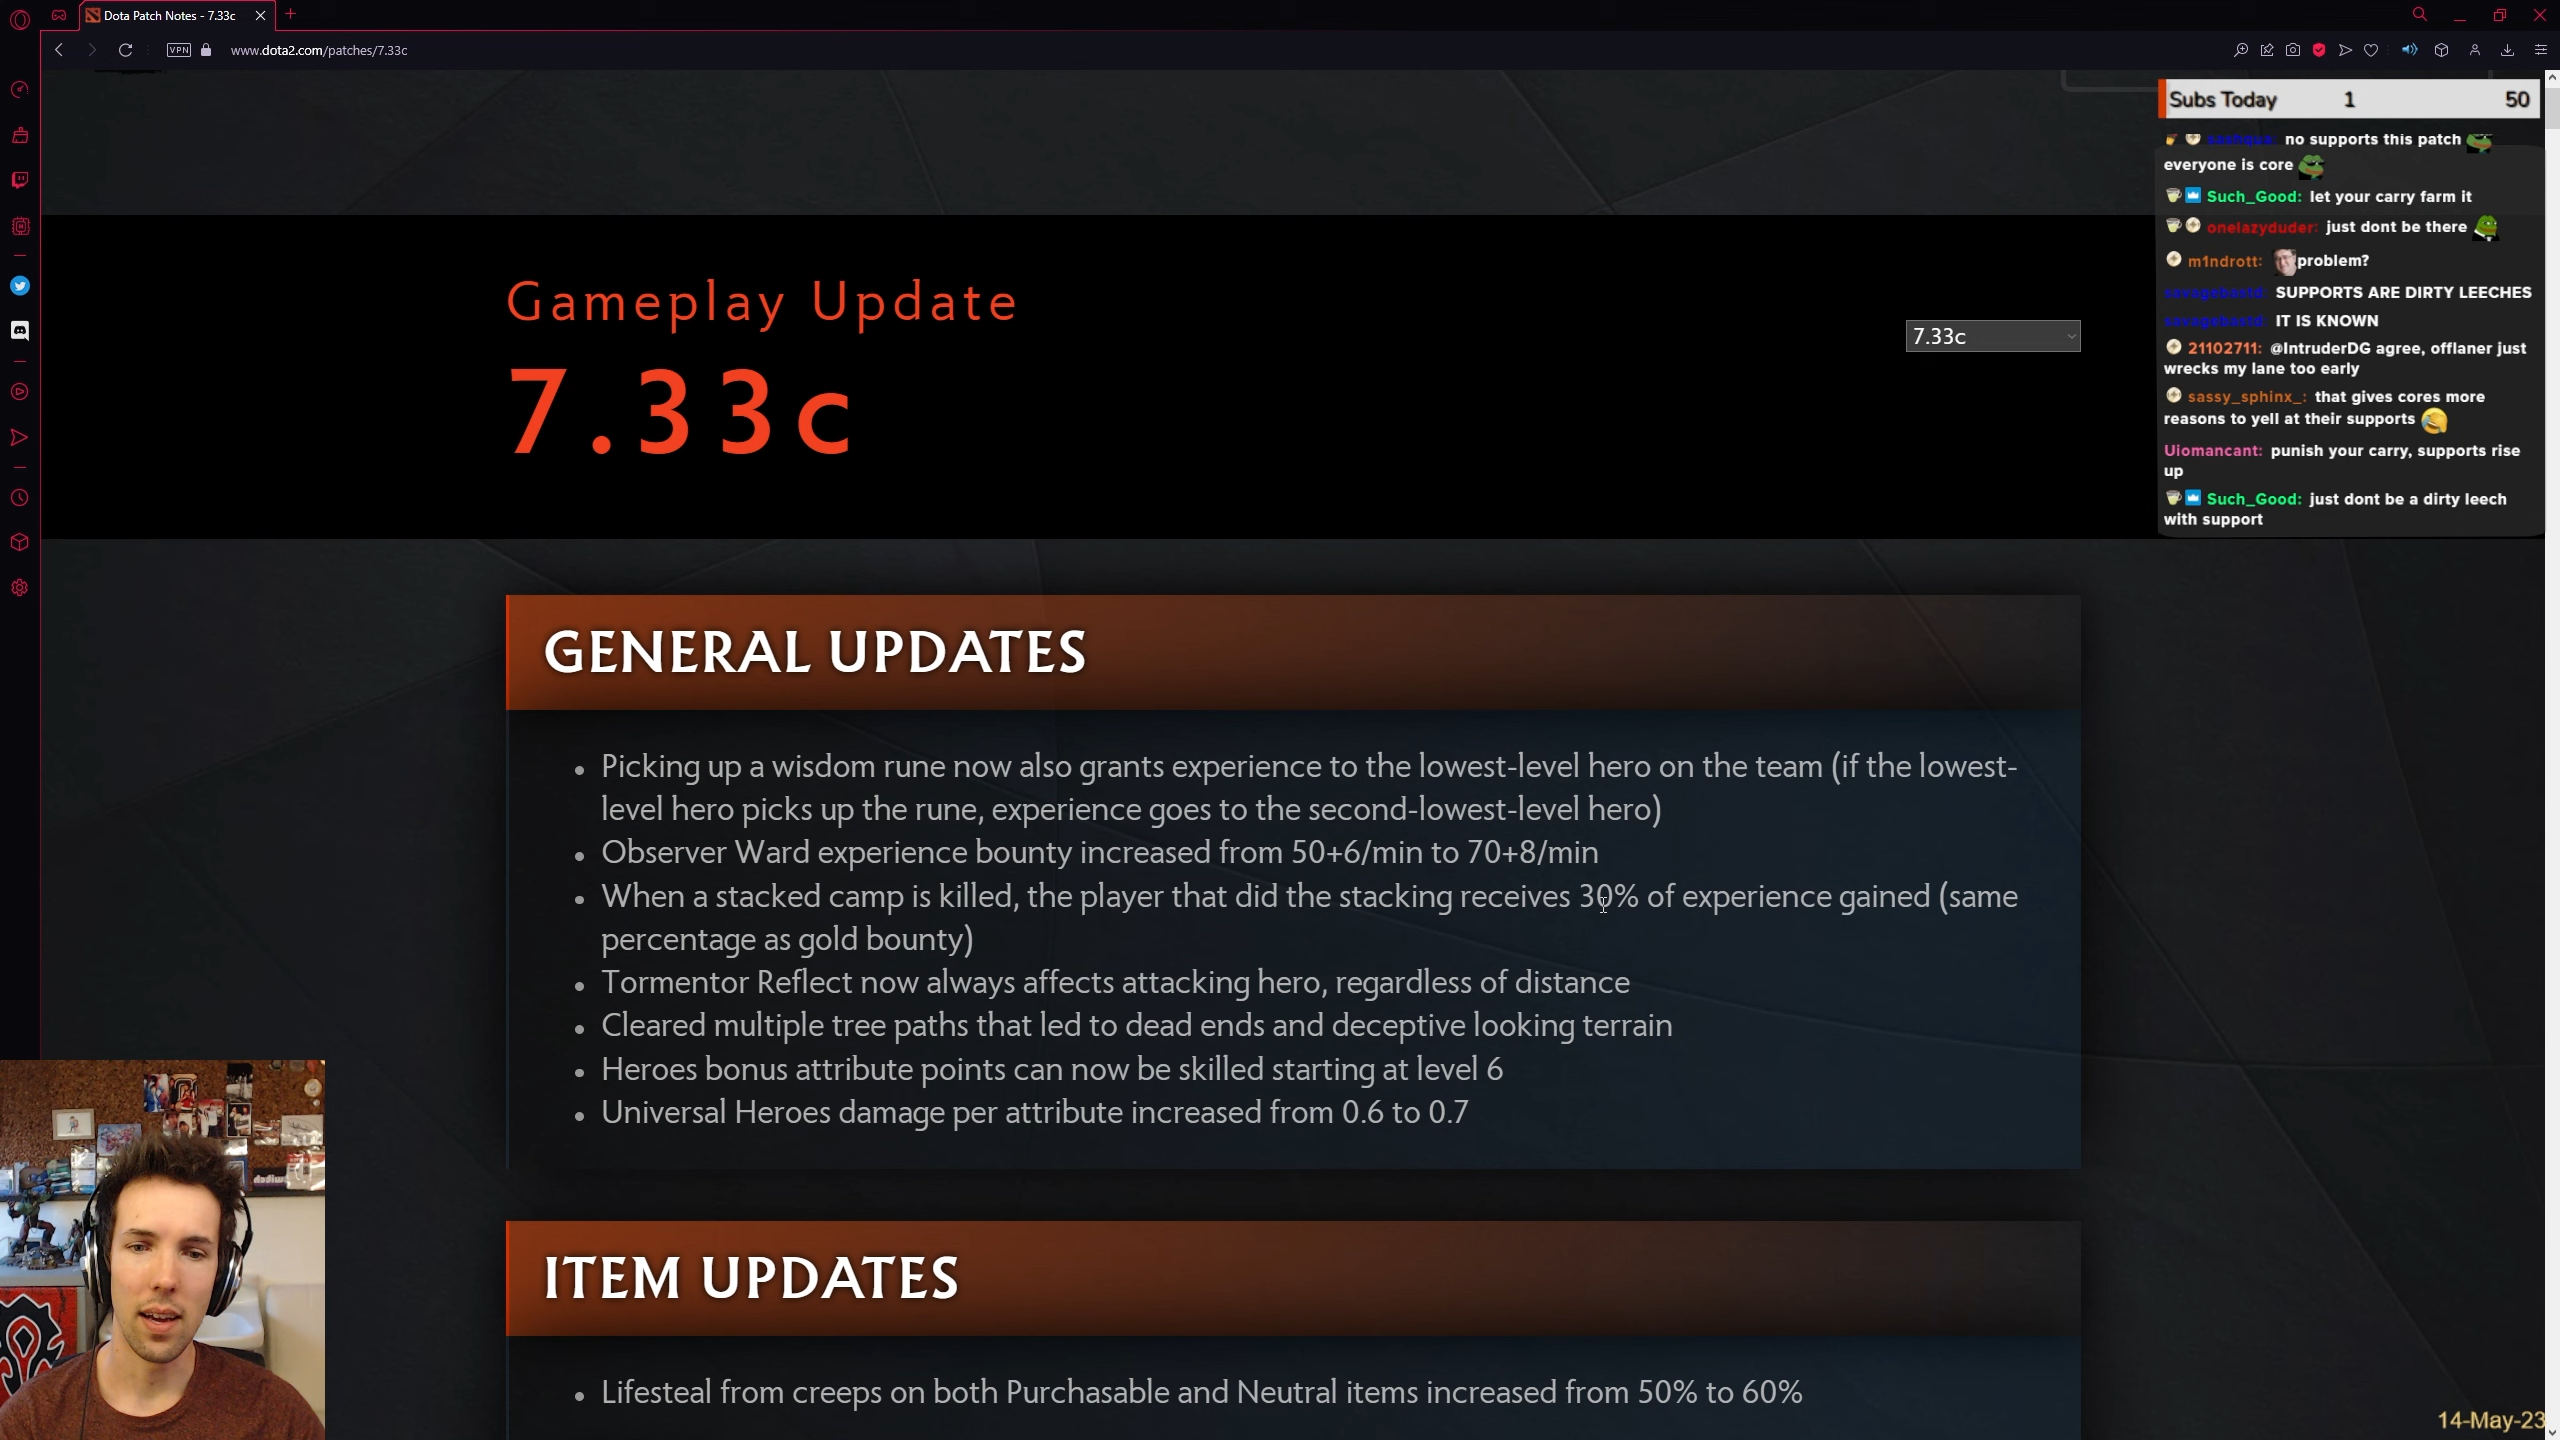 Dota Patch Notes - 7.33c
VPN
www.dota2.com/patches/7.33c
Subs Today 1 50
no supports this patch
everyone is core
Such_Good: let your carry farm it
onelazyduder: just dont be there
m1ndrott: problem?
SUPPORTS ARE DIRTY LEECHES
IT IS KNOWN
21102711: @IntruderDG agree, offlaner just
wrecks my lane too early
sassy_sphinx_: that gives cores more
reasons to yell at their supports
Uiomancant: punish your carry, supports rise
up
Such_Good: just dont be a dirty leech
with support
Gameplay Update
7.33c
7.33c
GENERAL UPDATES
• Picking up a wisdom rune now also grants experience to the lowest-level hero on the team (if the lowest-
level hero picks up the rune, experience goes to the second-lowest-level hero)
• Observer Ward experience bounty increased from 50+6/min to 70+8/min
• When a stacked camp is killed, the player that did the stacking receives 30% of experience gained (same
percentage as gold bounty)
• Tormentor Reflect now always affects attacking hero, regardless of distance
• Cleared multiple tree paths that led to dead ends and deceptive looking terrain
• Heroes bonus attribute points can now be skilled starting at level 6
• Universal Heroes damage per attribute increased from 0.6 to 0.7
ITEM UPDATES
• Lifesteal from creeps on both Purchasable and Neutral items increased from 50% to 60%
14-May-23